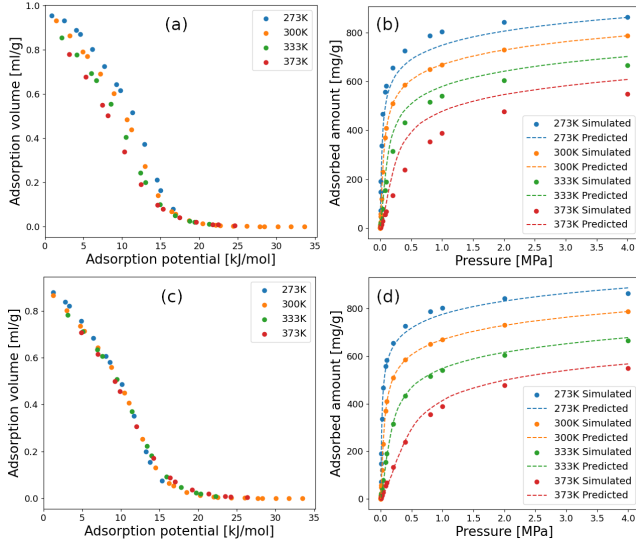 (a)
273K
300K
333K
373K
Adsorption volume [ml/g]
1.0
0.8
0.6
0.4
0.2
0.0
0 5 10 15 20 25 30 35
Adsorption potential [kJ/mol]
(b)
Adsorbed amount [mg/g]
800
600
400
200
0
273K Simulated
273K Predicted
300K Simulated
300K Predicted
333K Simulated
333K Predicted
373K Simulated
373K Predicted
0.0 0.5 1.0 1.5 2.0 2.5 3.0 3.5 4.0
Pressure [MPa]
(c)
273K
300K
333K
373K
Adsorption volume [ml/g]
1.0
0.8
0.6
0.4
0.2
0.0
0 5 10 15 20 25 30 35
Adsorption potential [kJ/mol]
(d)
Adsorbed amount [mg/g]
800
600
400
200
0
273K Simulated
273K Predicted
300K Simulated
300K Predicted
333K Simulated
333K Predicted
373K Simulated
373K Predicted
0.0 0.5 1.0 1.5 2.0 2.5 3.0 3.5 4.0
Pressure [MPa]